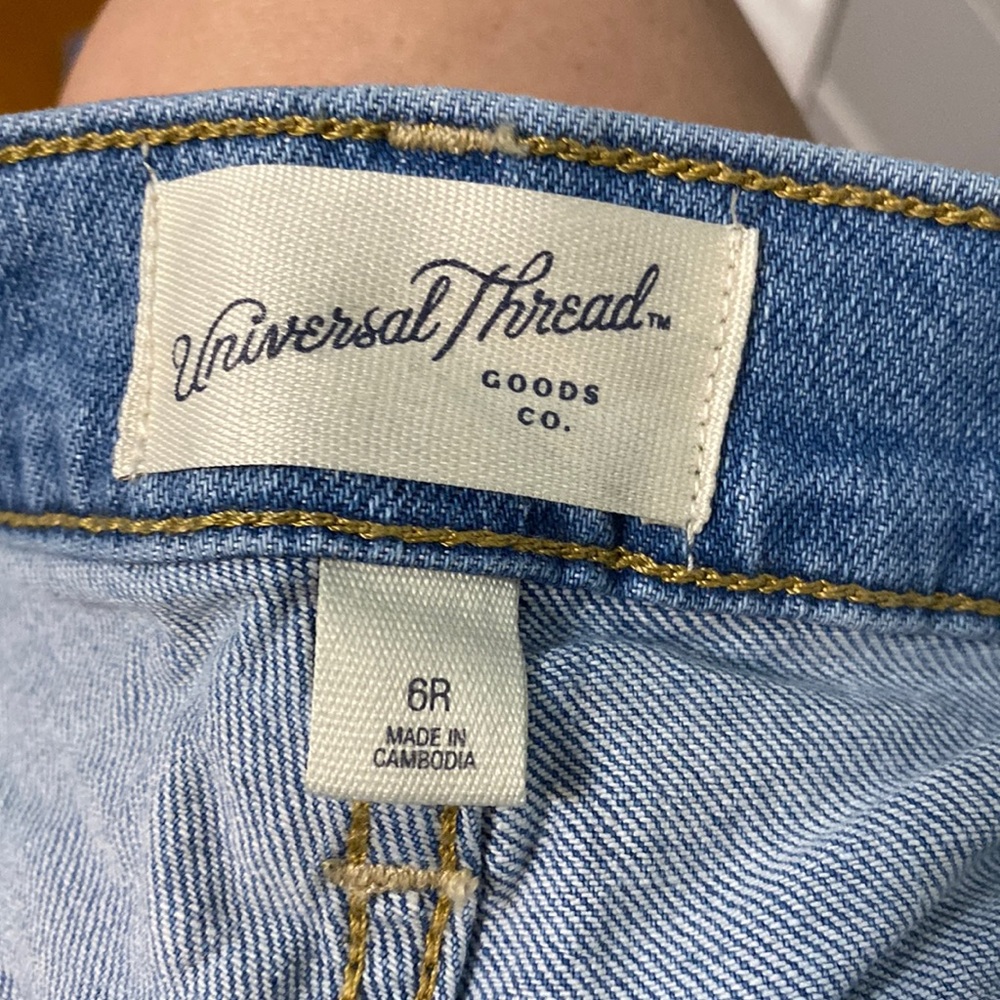 Universal Thread™
GOODS
CO.
6R
MADE IN
CAMBODIA